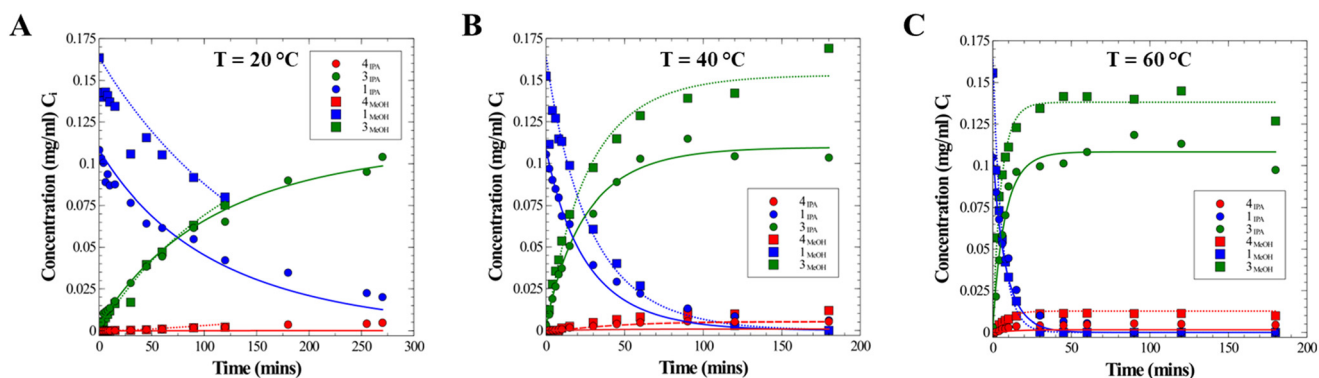 A
T = 20 °C
Concentration (mg/ml) Ci
0.175
0.15
0.125
0.1
0.075
0.05
0.025
0
4IPA
3IPA
1IPA
4MeOH
1MeOH
3MeOH
0
50
100
150
200
250
300
Time (mins)
B
T = 40 °C
Concentration (mg/ml) Ci
0.175
0.15
0.125
0.1
0.075
0.05
0.025
0
4IPA
1IPA
3IPA
4MeOH
1MeOH
3MeOH
0
50
100
150
200
Time (mins)
C
T = 60 °C
Concentration (mg/ml) Ci
0.175
0.15
0.125
0.1
0.075
0.05
0.025
0
4IPA
1IPA
3IPA
4MeOH
1MeOH
3MeOH
0
50
100
150
200
Time (mins)